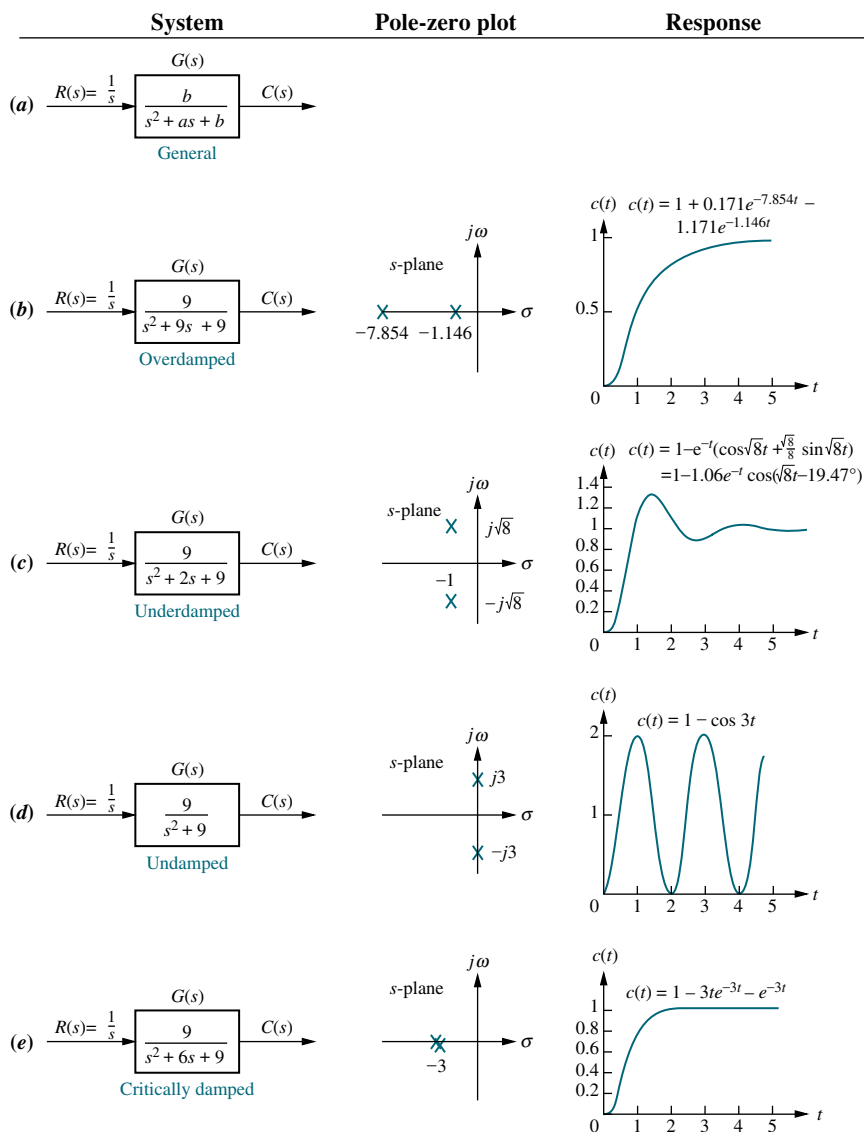 System Pole-zero plot Response
(a) R(s)= 1/s G(s) b/(s² + as + b) C(s)
General
(b) R(s)= 1/s G(s) 9/(s² + 9s + 9) C(s)
Overdamped
jω
s-plane
σ
−7.854 −1.146
c(t) c(t) = 1 + 0.171e^−7.854t −
1.171e^−1.146t
1
0.5
0 1 2 3 4 5 t
(c) R(s)= 1/s G(s) 9/(s² + 2s + 9) C(s)
Underdamped
jω
s-plane
j√8
σ
−1
−j√8
c(t) c(t) = 1−e^−t(cos√8t + √8/8 sin√8t)
=1−1.06e^−t cos(√8t−19.47°)
1.4
1.2
1
0.8
0.6
0.4
0.2
0 1 2 3 4 5 t
(d) R(s)= 1/s G(s) 9/(s² + 9) C(s)
Undamped
jω
s-plane
j3
σ
−j3
c(t)
c(t) = 1 − cos 3t
2
1
0 1 2 3 4 5 t
(e) R(s)= 1/s G(s) 9/(s² + 6s + 9) C(s)
Critically damped
jω
s-plane
σ
−3
c(t)
c(t) = 1 − 3te^−3t − e^−3t
1
0.8
0.6
0.4
0.2
0 1 2 3 4 5 t